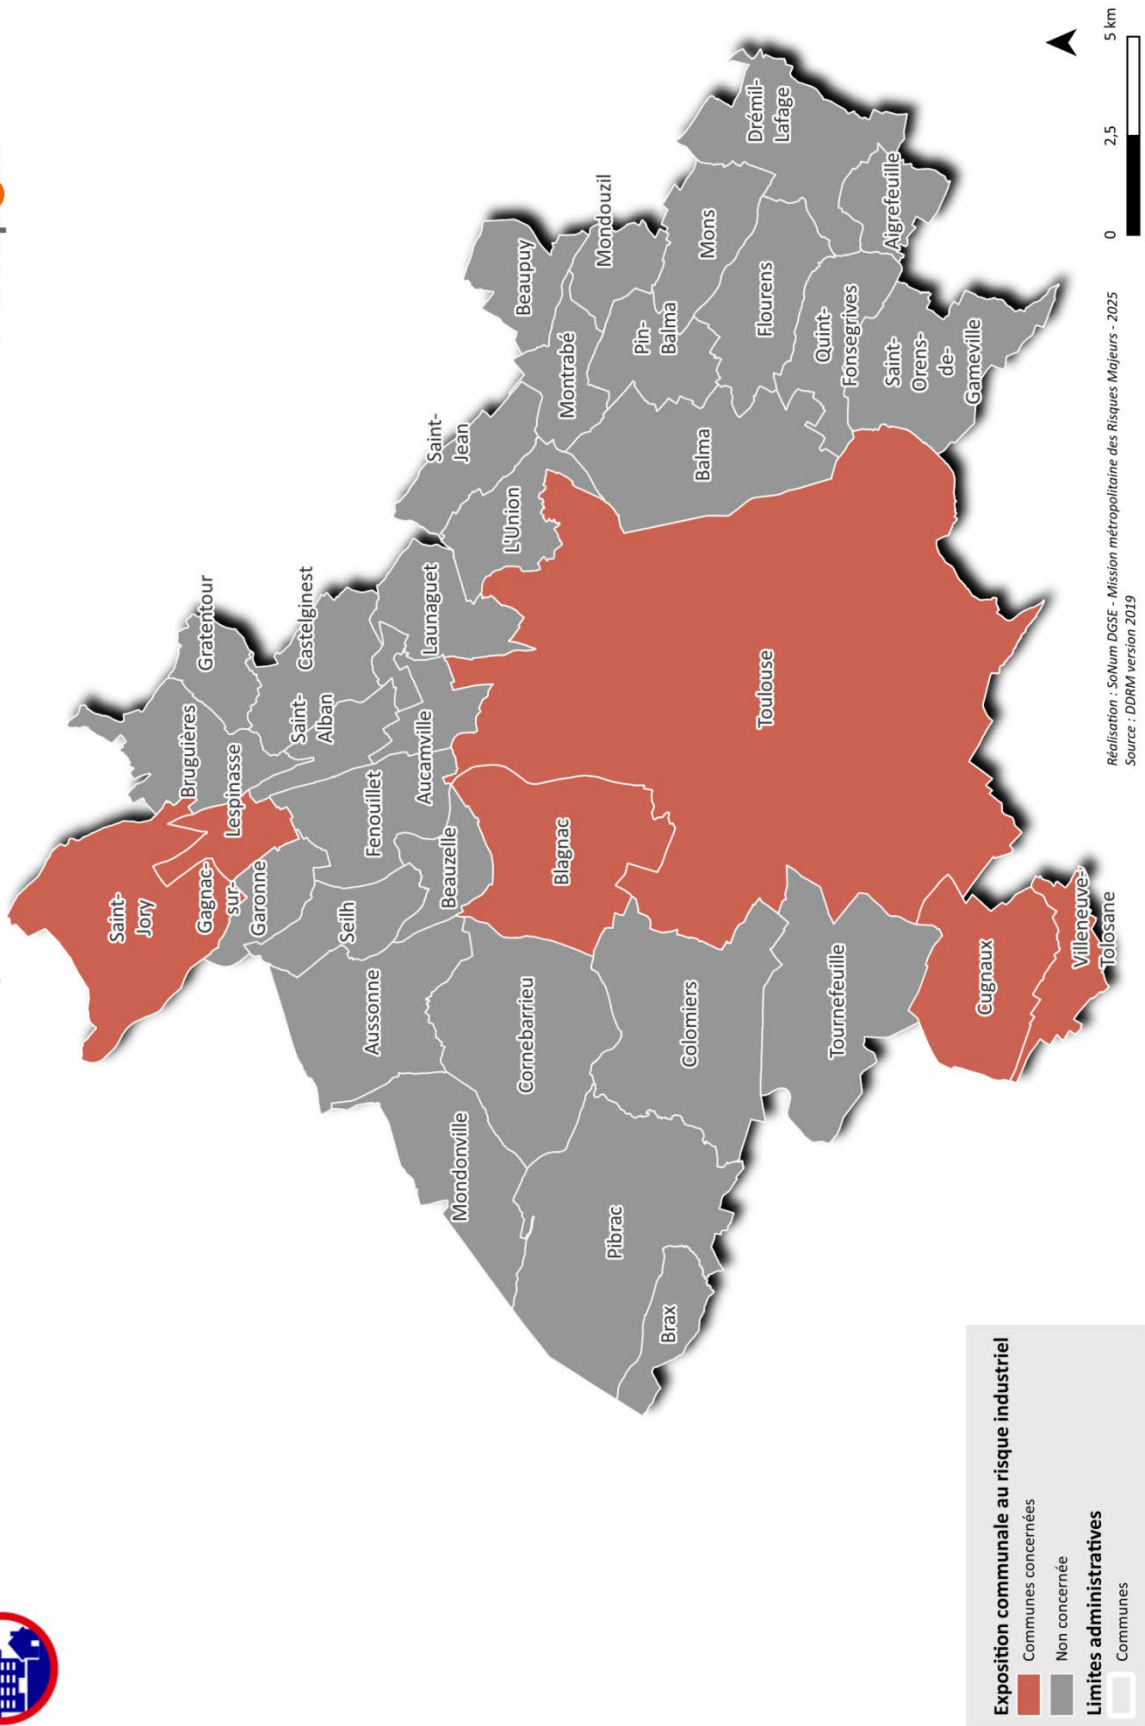 Saint-
Jory
Gagnac-
sur-
Garonne
Lespinasse
Bruguières
Gratentour
Saint-
Alban
Castelginest
Seilh
Fenouillet
Aussonne
Beauzelle
Aucamville
Launaguet
Saint-
Jean
Mondonville
Cornebarrieu
Blagnac
L'Union
Beaupuy
Montrabé
Mondouzil
Pibrac
Brax
Colomiers
Pin-
Balma
Balma
Mons
Toulouse
Flourens
Drémil-
Lafage
Tournefeuille
Quint-
Fonsegrives
Aigrefeuille
Saint-
Orens-
de-
Gameville
Cugnaux
Villeneuve-
Tolosane
Exposition communale au risque industriel
Communes concernées
Non concernée
Limites administratives
Communes
Réalisation : SoNum DGSE - Mission métropolitaine des Risques Majeurs - 2025
Source : DDRM version 2019
0 2,5 5 km